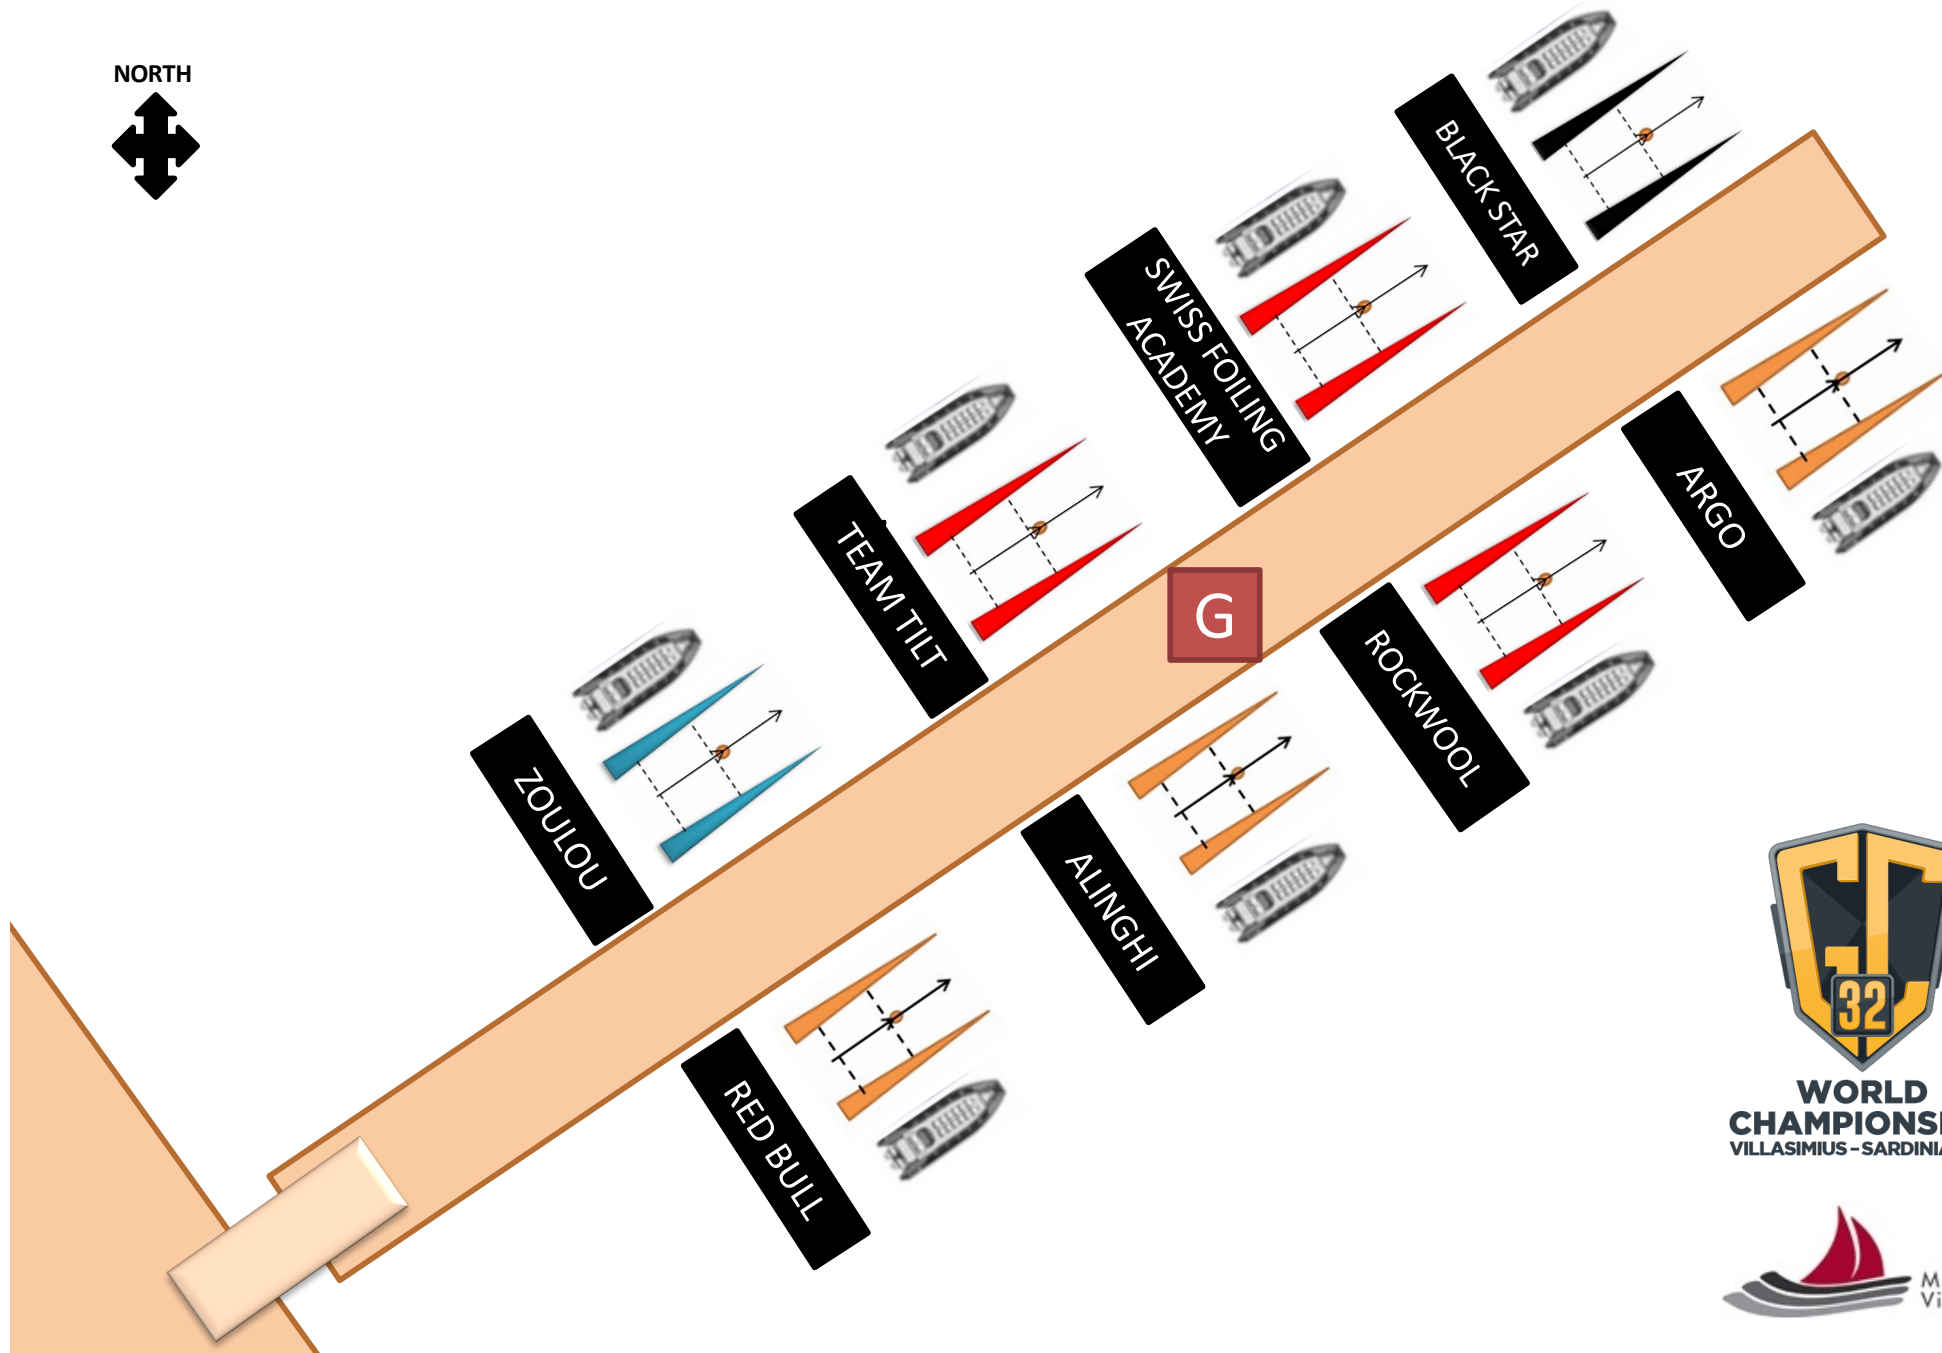 NORTH
BLACK STAR
SWISS FOILING
ACADEMY
ARGO
TEAM TILT
G
ROCKWOOL
ZOULOU
ALINGHI
RED BULL
32
WORLD
CHAMPIONS
VILLASIMIUS – SARDINI
M
Vi